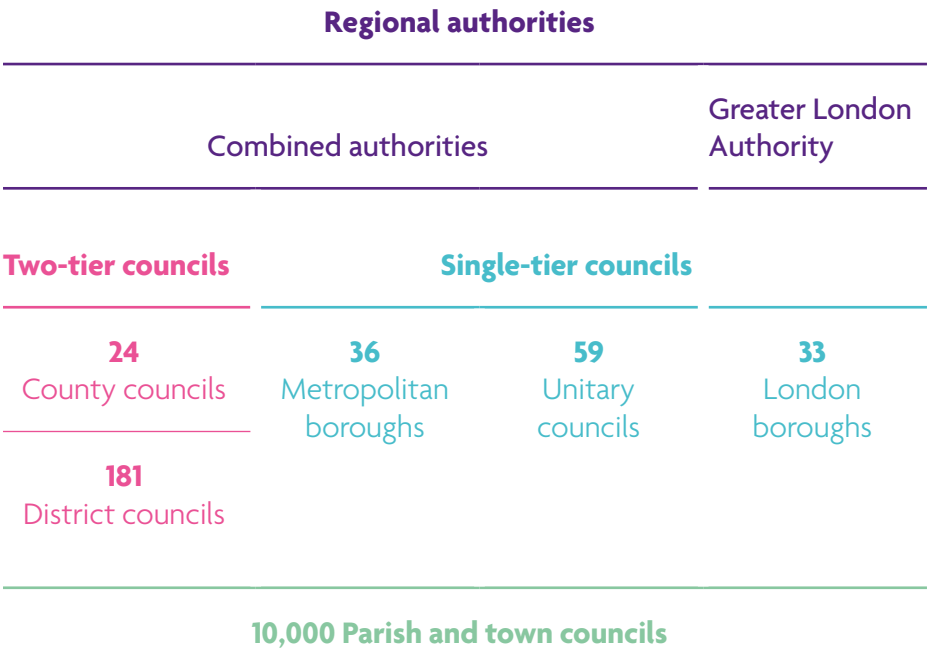 Regional authorities
Combined authorities
Greater London
Authority
Two-tier councils
Single-tier councils
24
County councils
181
District councils
36
Metropolitan
boroughs
59
Unitary
councils
33
London
boroughs
10,000 Parish and town councils